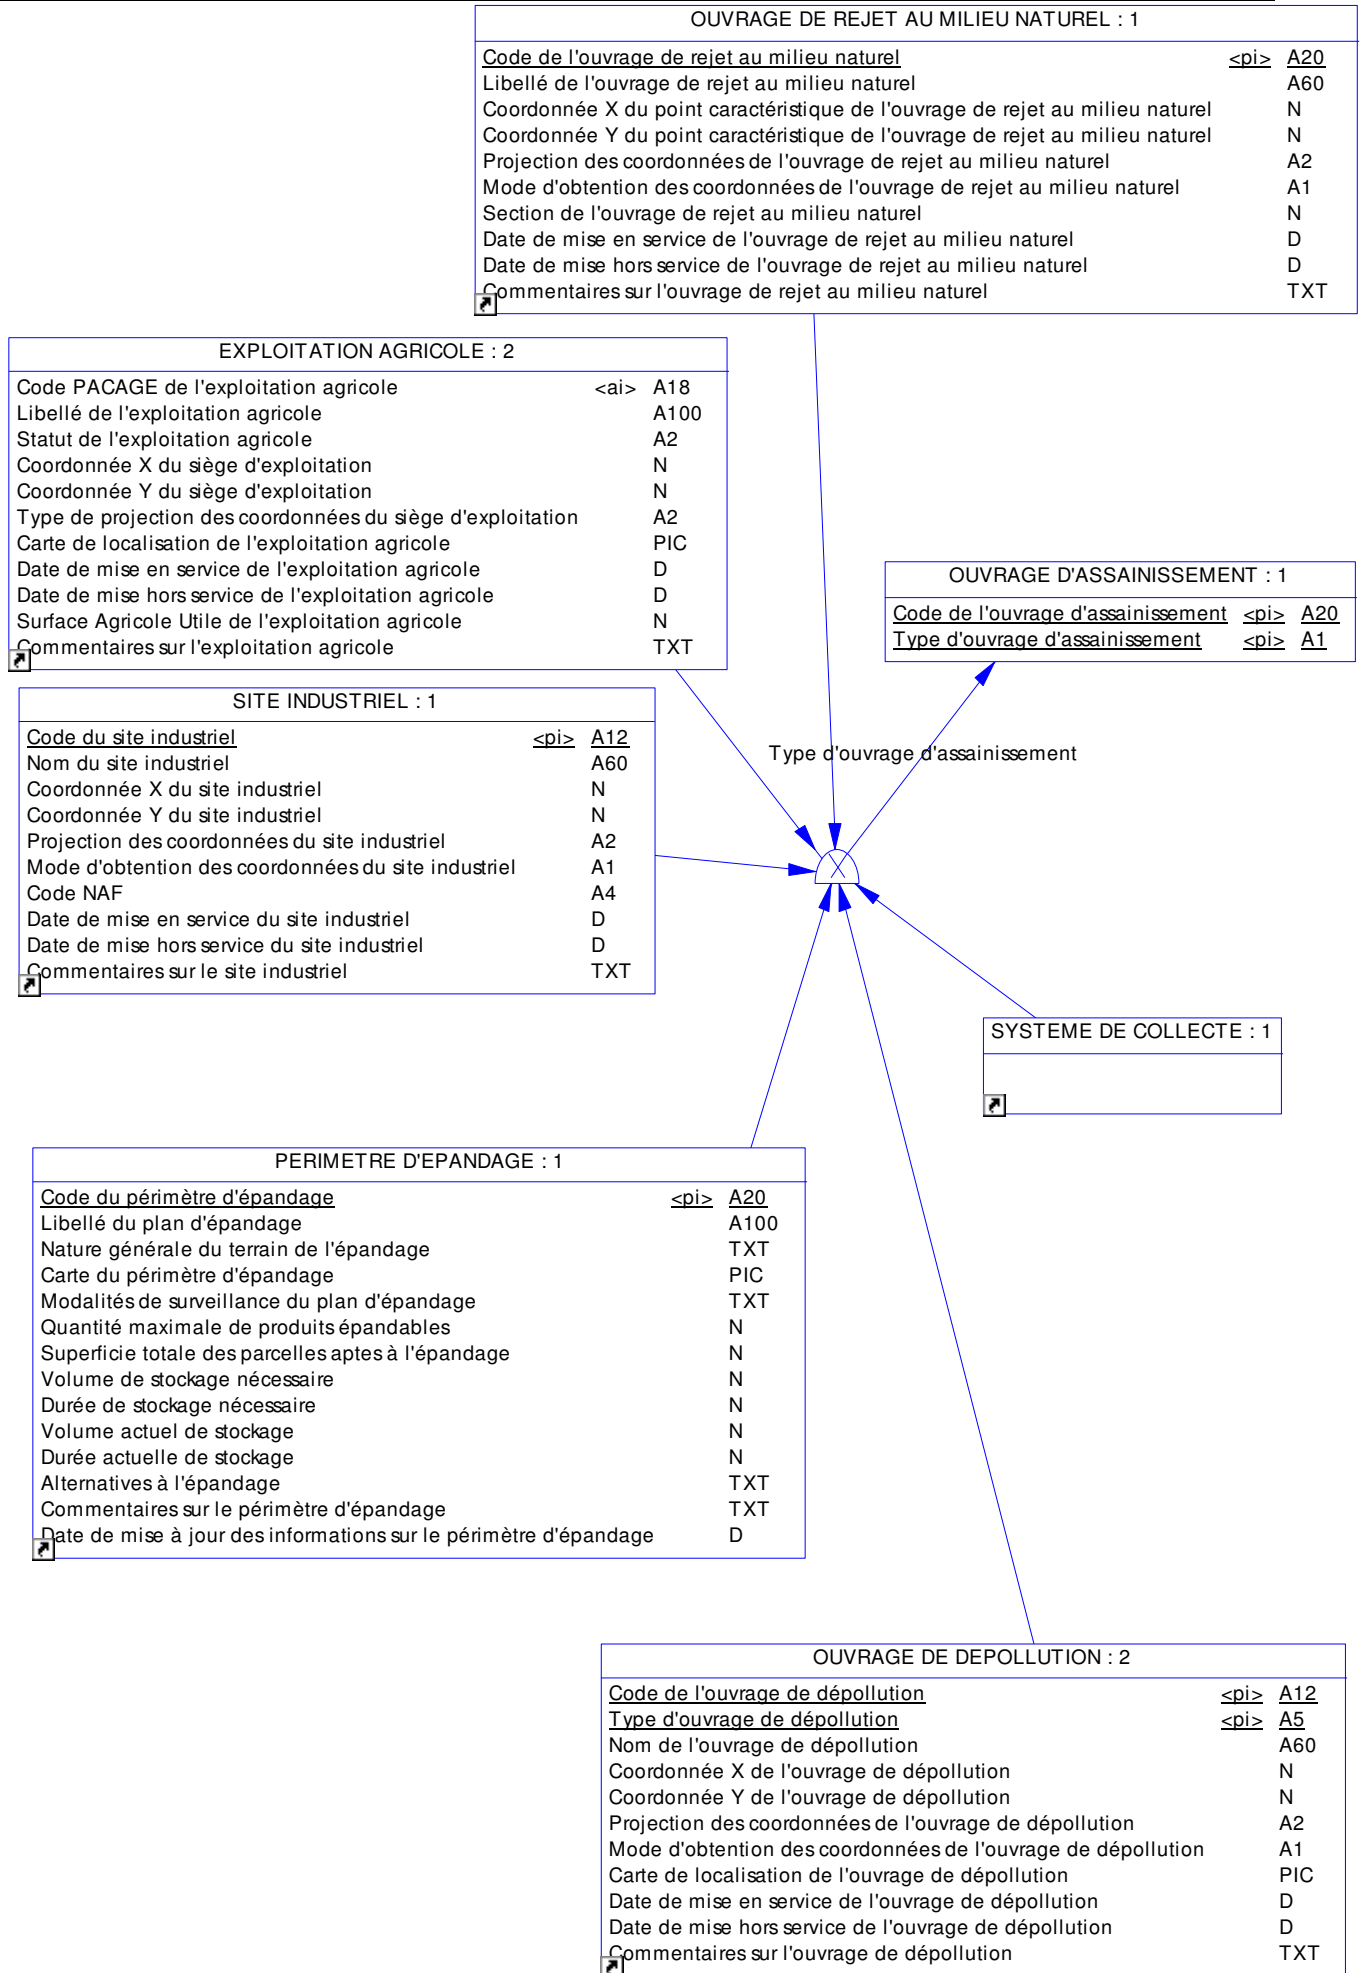 OUVRAGE DE REJET AU MILIEU NATUREL : 1
Code de l'ouvrage de rejet au milieu naturel <pi> A20
Libellé de l'ouvrage de rejet au milieu naturel A60
Coordonnée X du point caractéristique de l'ouvrage de rejet au milieu naturel N
Coordonnée Y du point caractéristique de l'ouvrage de rejet au milieu naturel N
Projection des coordonnées de l'ouvrage de rejet au milieu naturel A2
Mode d'obtention des coordonnées de l'ouvrage de rejet au milieu naturel A1
Section de l'ouvrage de rejet au milieu naturel N
Date de mise en service de l'ouvrage de rejet au milieu naturel D
Date de mise hors service de l'ouvrage de rejet au milieu naturel D
Commentaires sur l'ouvrage de rejet au milieu naturel TXT
EXPLOITATION AGRICOLE : 2
Code PACAGE de l'exploitation agricole <ai> A18
Libellé de l'exploitation agricole A100
Statut de l'exploitation agricole A2
Coordonnée X du siège d'exploitation N
Coordonnée Y du siège d'exploitation N
Type de projection des coordonnées du siège d'exploitation A2
Carte de localisation de l'exploitation agricole PIC
Date de mise en service de l'exploitation agricole D
Date de mise hors service de l'exploitation agricole D
Surface Agricole Utile de l'exploitation agricole N
Commentaires sur l'exploitation agricole TXT
OUVRAGE D'ASSAINISSEMENT : 1
Code de l'ouvrage d'assainissement <pi> A20
Type d'ouvrage d'assainissement <pi> A1
SITE INDUSTRIEL : 1
Code du site industriel <pi> A12
Nom du site industriel A60
Coordonnée X du site industriel N
Coordonnée Y du site industriel N
Projection des coordonnées du site industriel A2
Mode d'obtention des coordonnées du site industriel A1
Code NAF A4
Date de mise en service du site industriel D
Date de mise hors service du site industriel D
Commentaires sur le site industriel TXT
Type d'ouvrage d'assainissement
SYSTEME DE COLLECTE : 1
PERIMETRE D'EPANDAGE : 1
Code du périmètre d'épandage <pi> A20
Libellé du plan d'épandage A100
Nature générale du terrain de l'épandage TXT
Carte du périmètre d'épandage PIC
Modalités de surveillance du plan d'épandage TXT
Quantité maximale de produits épandables N
Superficie totale des parcelles aptes à l'épandage N
Volume de stockage nécessaire N
Durée de stockage nécessaire N
Volume actuel de stockage N
Durée actuelle de stockage N
Alternatives à l'épandage TXT
Commentaires sur le périmètre d'épandage TXT
Date de mise à jour des informations sur le périmètre d'épandage D
OUVRAGE DE DEPOLLUTION : 2
Code de l'ouvrage de dépollution <pi> A12
Type d'ouvrage de dépollution <pi> A5
Nom de l'ouvrage de dépollution A60
Coordonnée X de l'ouvrage de dépollution N
Coordonnée Y de l'ouvrage de dépollution N
Projection des coordonnées de l'ouvrage de dépollution A2
Mode d'obtention des coordonnées de l'ouvrage de dépollution A1
Carte de localisation de l'ouvrage de dépollution PIC
Date de mise en service de l'ouvrage de dépollution D
Date de mise hors service de l'ouvrage de dépollution D
Commentaires sur l'ouvrage de dépollution TXT